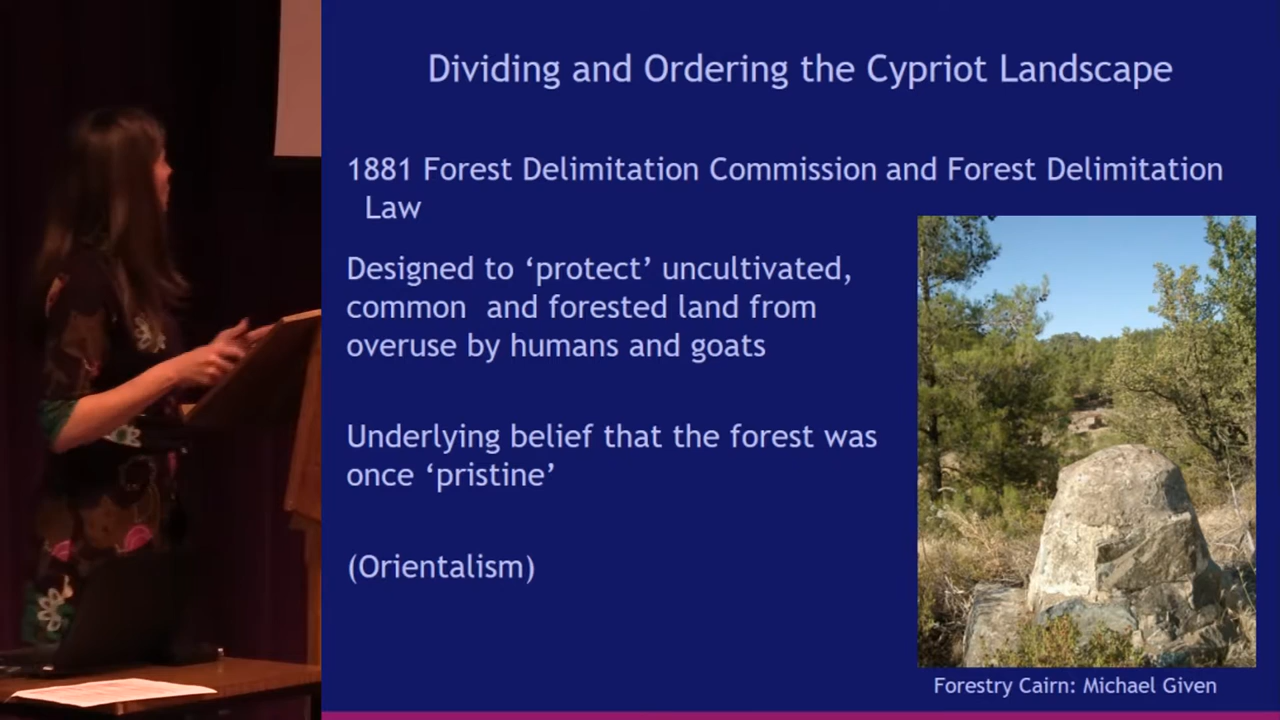 Dividing and Ordering the Cypriot Landscape
1881 Forest Delimitation Commission and Forest Delimitation
Law
Designed to ‘protect’ uncultivated,
common and forested land from
overuse by humans and goats
Underlying belief that the forest was
once ‘pristine’
(Orientalism)
Forestry Cairn: Michael Given